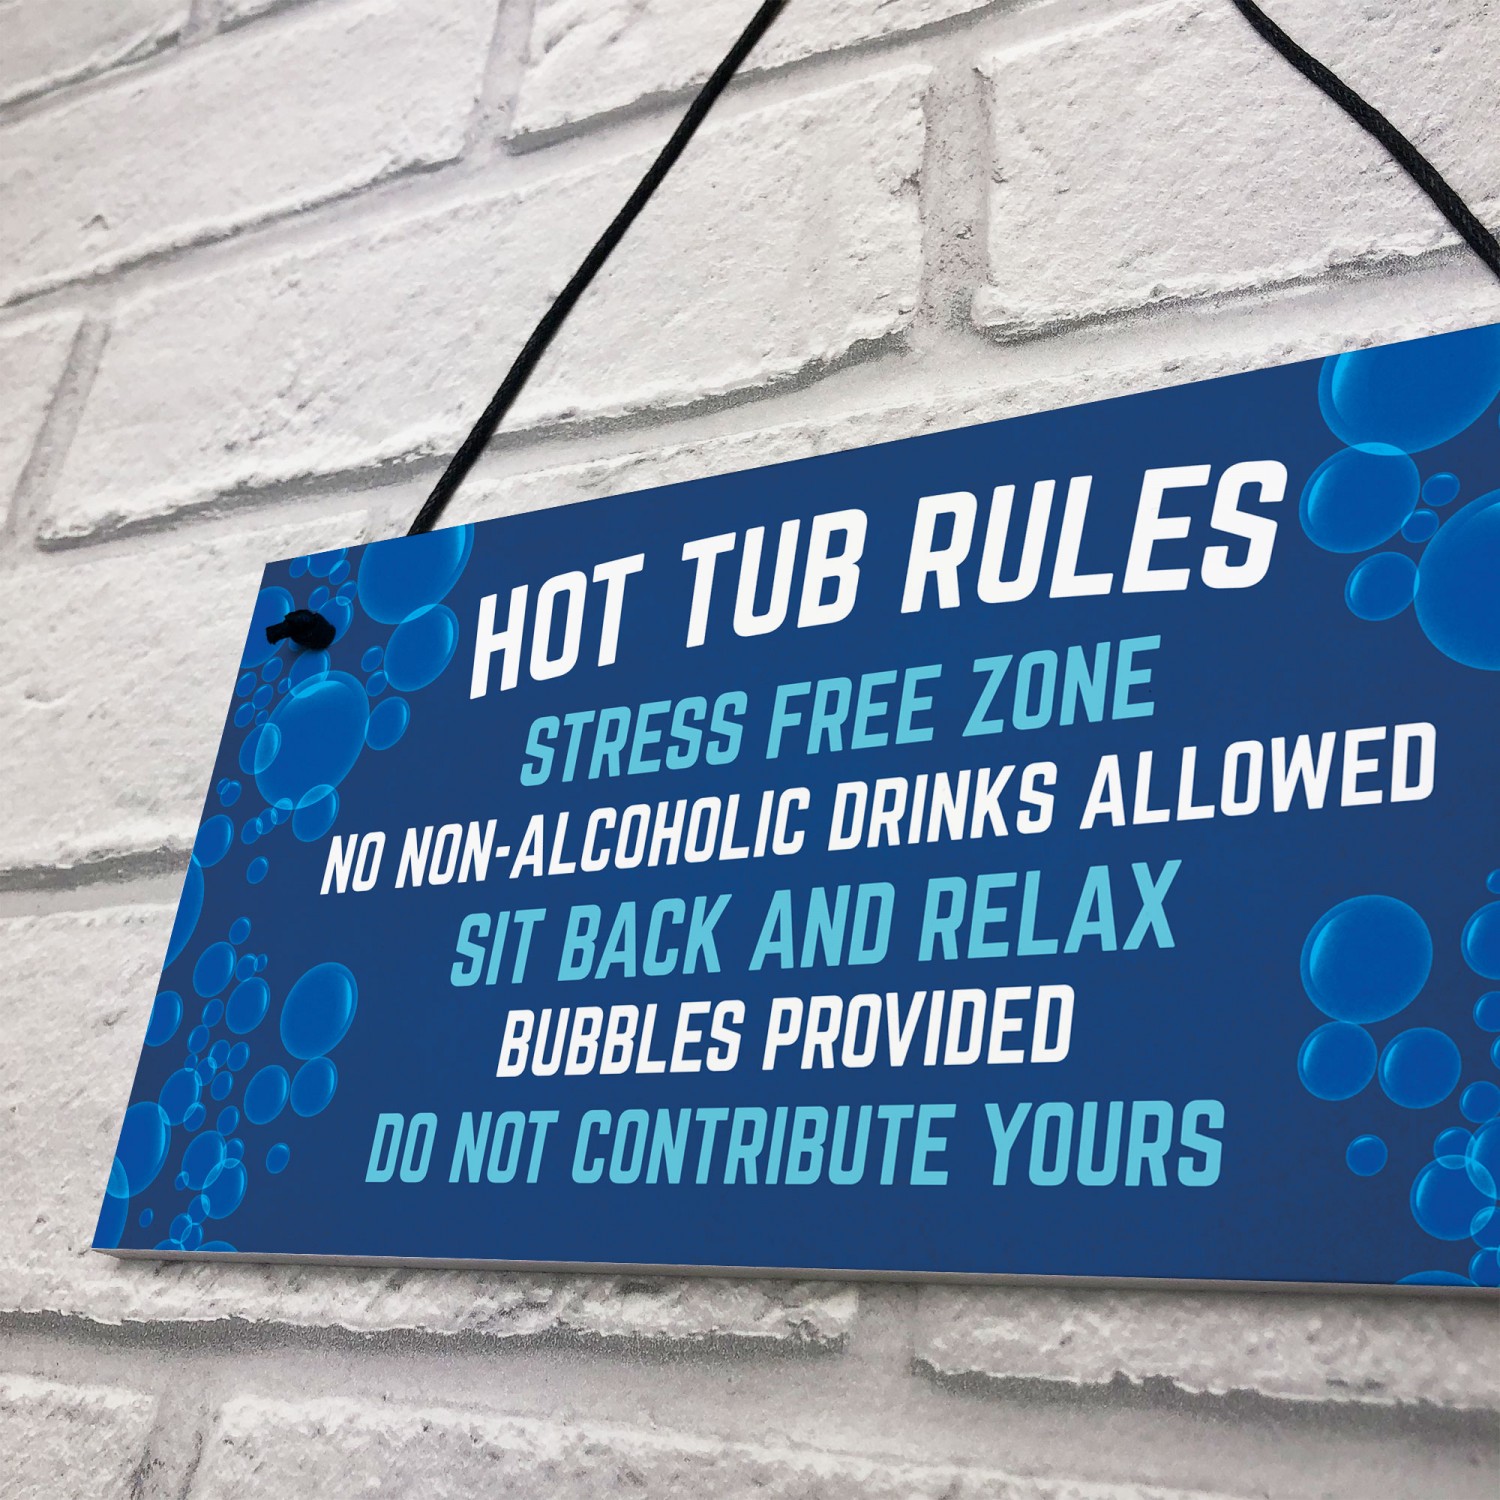 HOT TUB RULES
STRESS FREE ZONE
NO NON-ALCOHOLIC DRINKS ALLOWED
SIT BACK AND RELAX
BUBBLES PROVIDED
DO NOT CONTRIBUTE YOURS